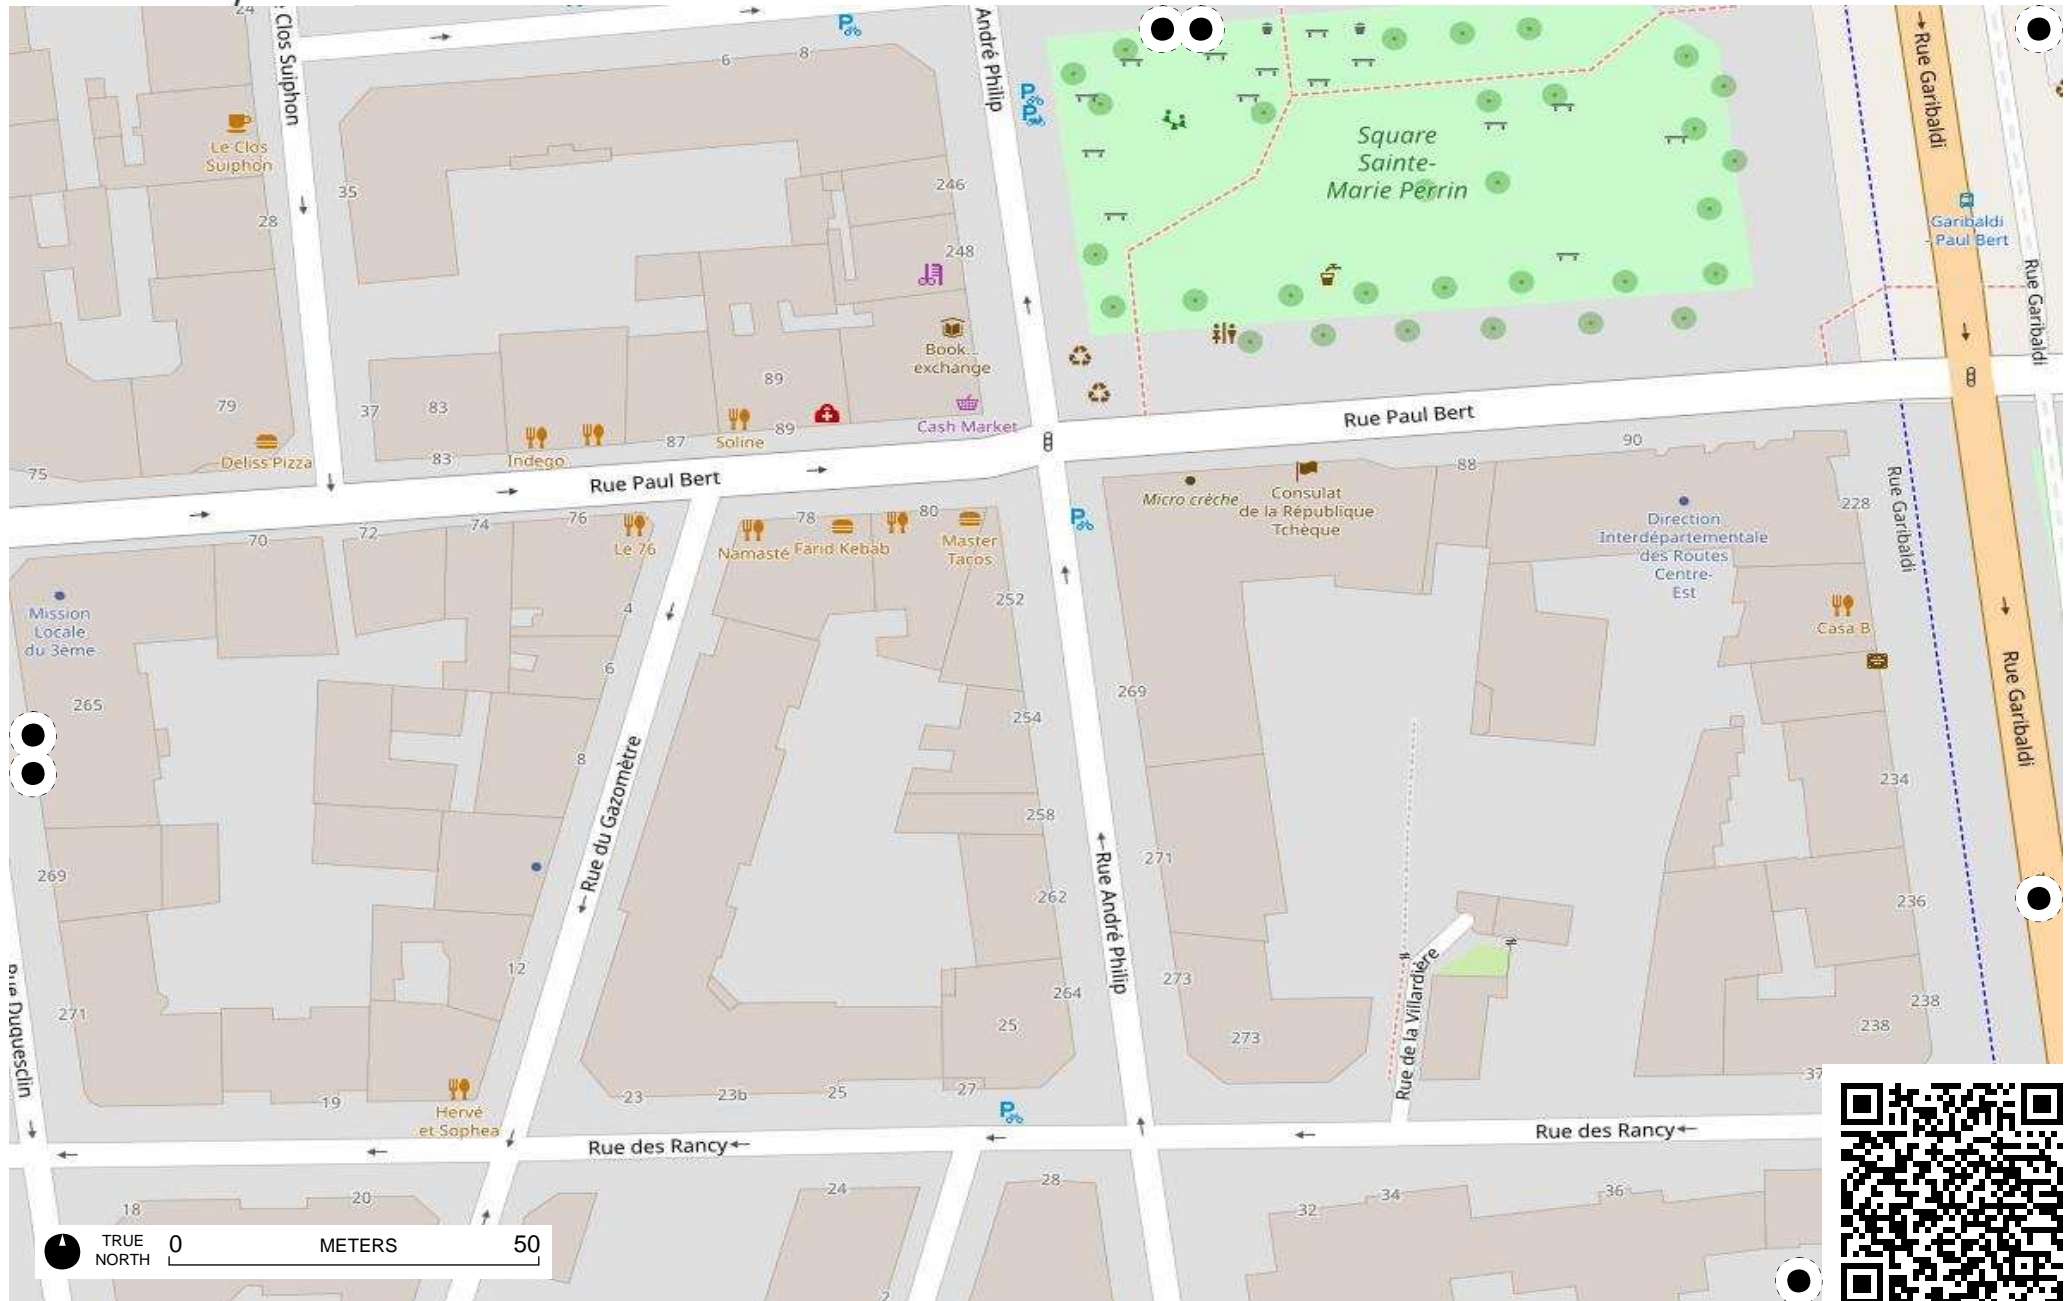 24
Clos Suiphon
André Philip
6
8
Rue Garibaldi
Le Clos
Suiphon
Square
Sainte-
Marie Perrin
35
246
28
248
Garibaldi
- Paul Bert
Rue Garibaldi
Book...
exchange
89
37
83
79
Cash Market
Rue Paul Bert
87
Soline
89
90
83
Indego
Deliss Pizza
75
Rue Paul Bert
88
Micro crèche
Consulat
de la République
Tchèque
Rue Garibaldi
228
Direction
Interdépartementale
des Routes
Centre-
Est
70
72
74
76
Le 76
78
80
Namasté
Farid Kebab
Master
Tacos
252
4
Mission
Locale
du 3ème
Casa B
6
265
269
254
Rue Garibaldi
8
Rue du Gazomètre
258
234
271
269
262
Rue André Philip
236
12
Rue Duquesclin
273
264
Rue de la Villardière
238
271
25
273
238
37
19
23
23b
25
27
Hervé
et Sophea
Rue des Rancy
Rue des Rancy
18
20
24
28
32
34
36
2
TRUE
NORTH
0
METERS
50